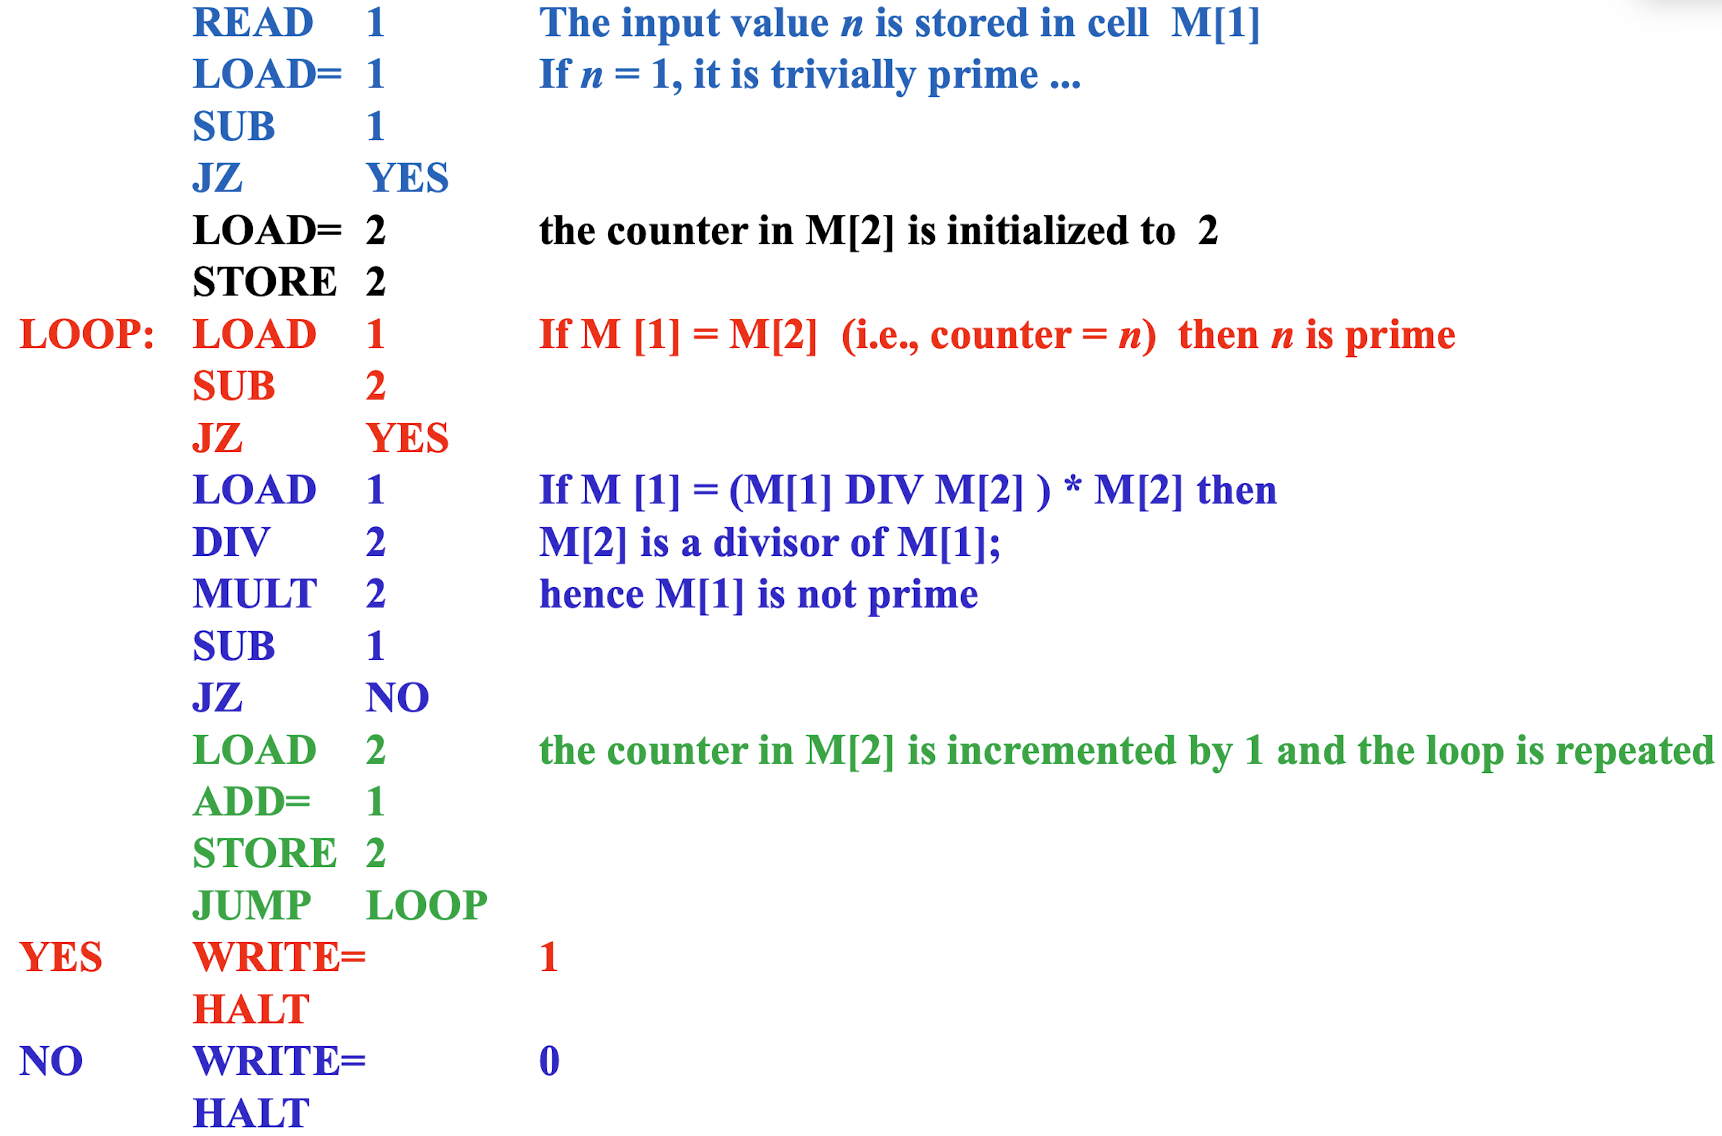 READ 1 The input value n is stored in cell M[1]
LOAD= 1 If n = 1, it is trivially prime ...
SUB 1
JZ YES
LOAD= 2 the counter in M[2] is initialized to 2
STORE 2
LOOP: LOAD 1 If M [1] = M[2] (i.e., counter = n) then n is prime
SUB 2
JZ YES
LOAD 1 If M [1] = (M[1] DIV M[2] ) * M[2] then
DIV 2 M[2] is a divisor of M[1];
MULT 2 hence M[1] is not prime
SUB 1
JZ NO
LOAD 2 the counter in M[2] is incremented by 1 and the loop is repeated
ADD= 1
STORE 2
JUMP LOOP
YES WRITE= 1
HALT
NO WRITE= 0
HALT